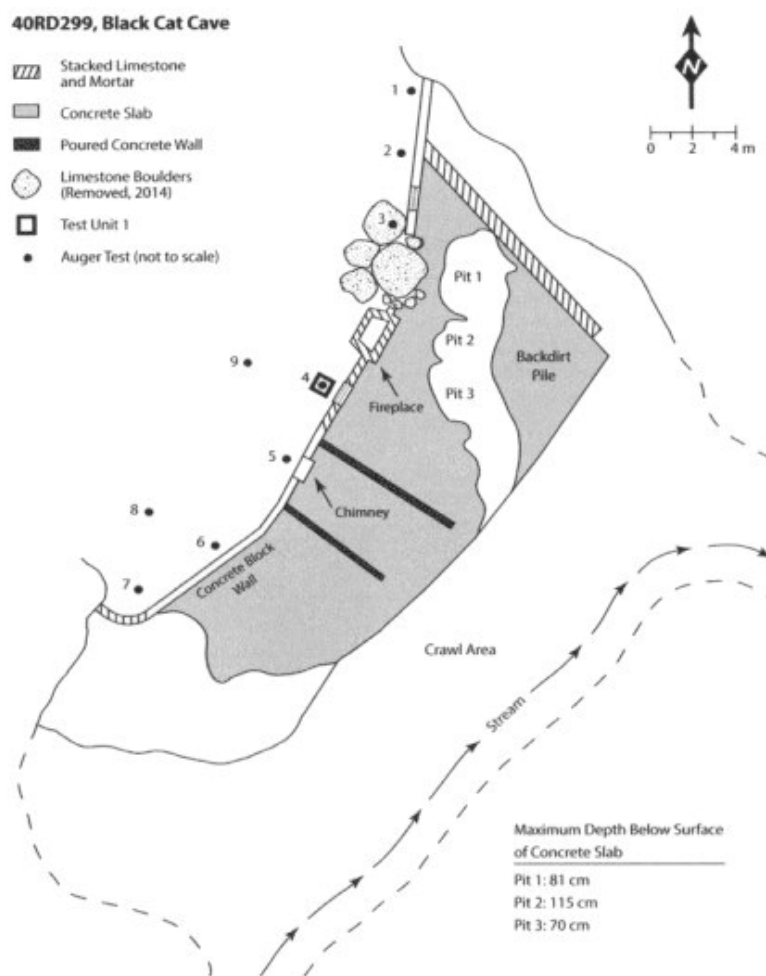 40RD299, Black Cat Cave
Stacked Limestone
and Mortar
Concrete Slab
Poured Concrete Wall
Limestone Boulders
(Removed, 2014)
Test Unit 1
Auger Test (not to scale)
N
0 2 4 m
1
2
3
Pit 1
Pit 2
Backdirt
Pile
9
4
Pit 3
Fireplace
5
8
Chimney
6
Concrete Block
Wall
7
Crawl Area
Stream
Maximum Depth Below Surface
of Concrete Slab
Pit 1: 81 cm
Pit 2: 115 cm
Pit 3: 70 cm